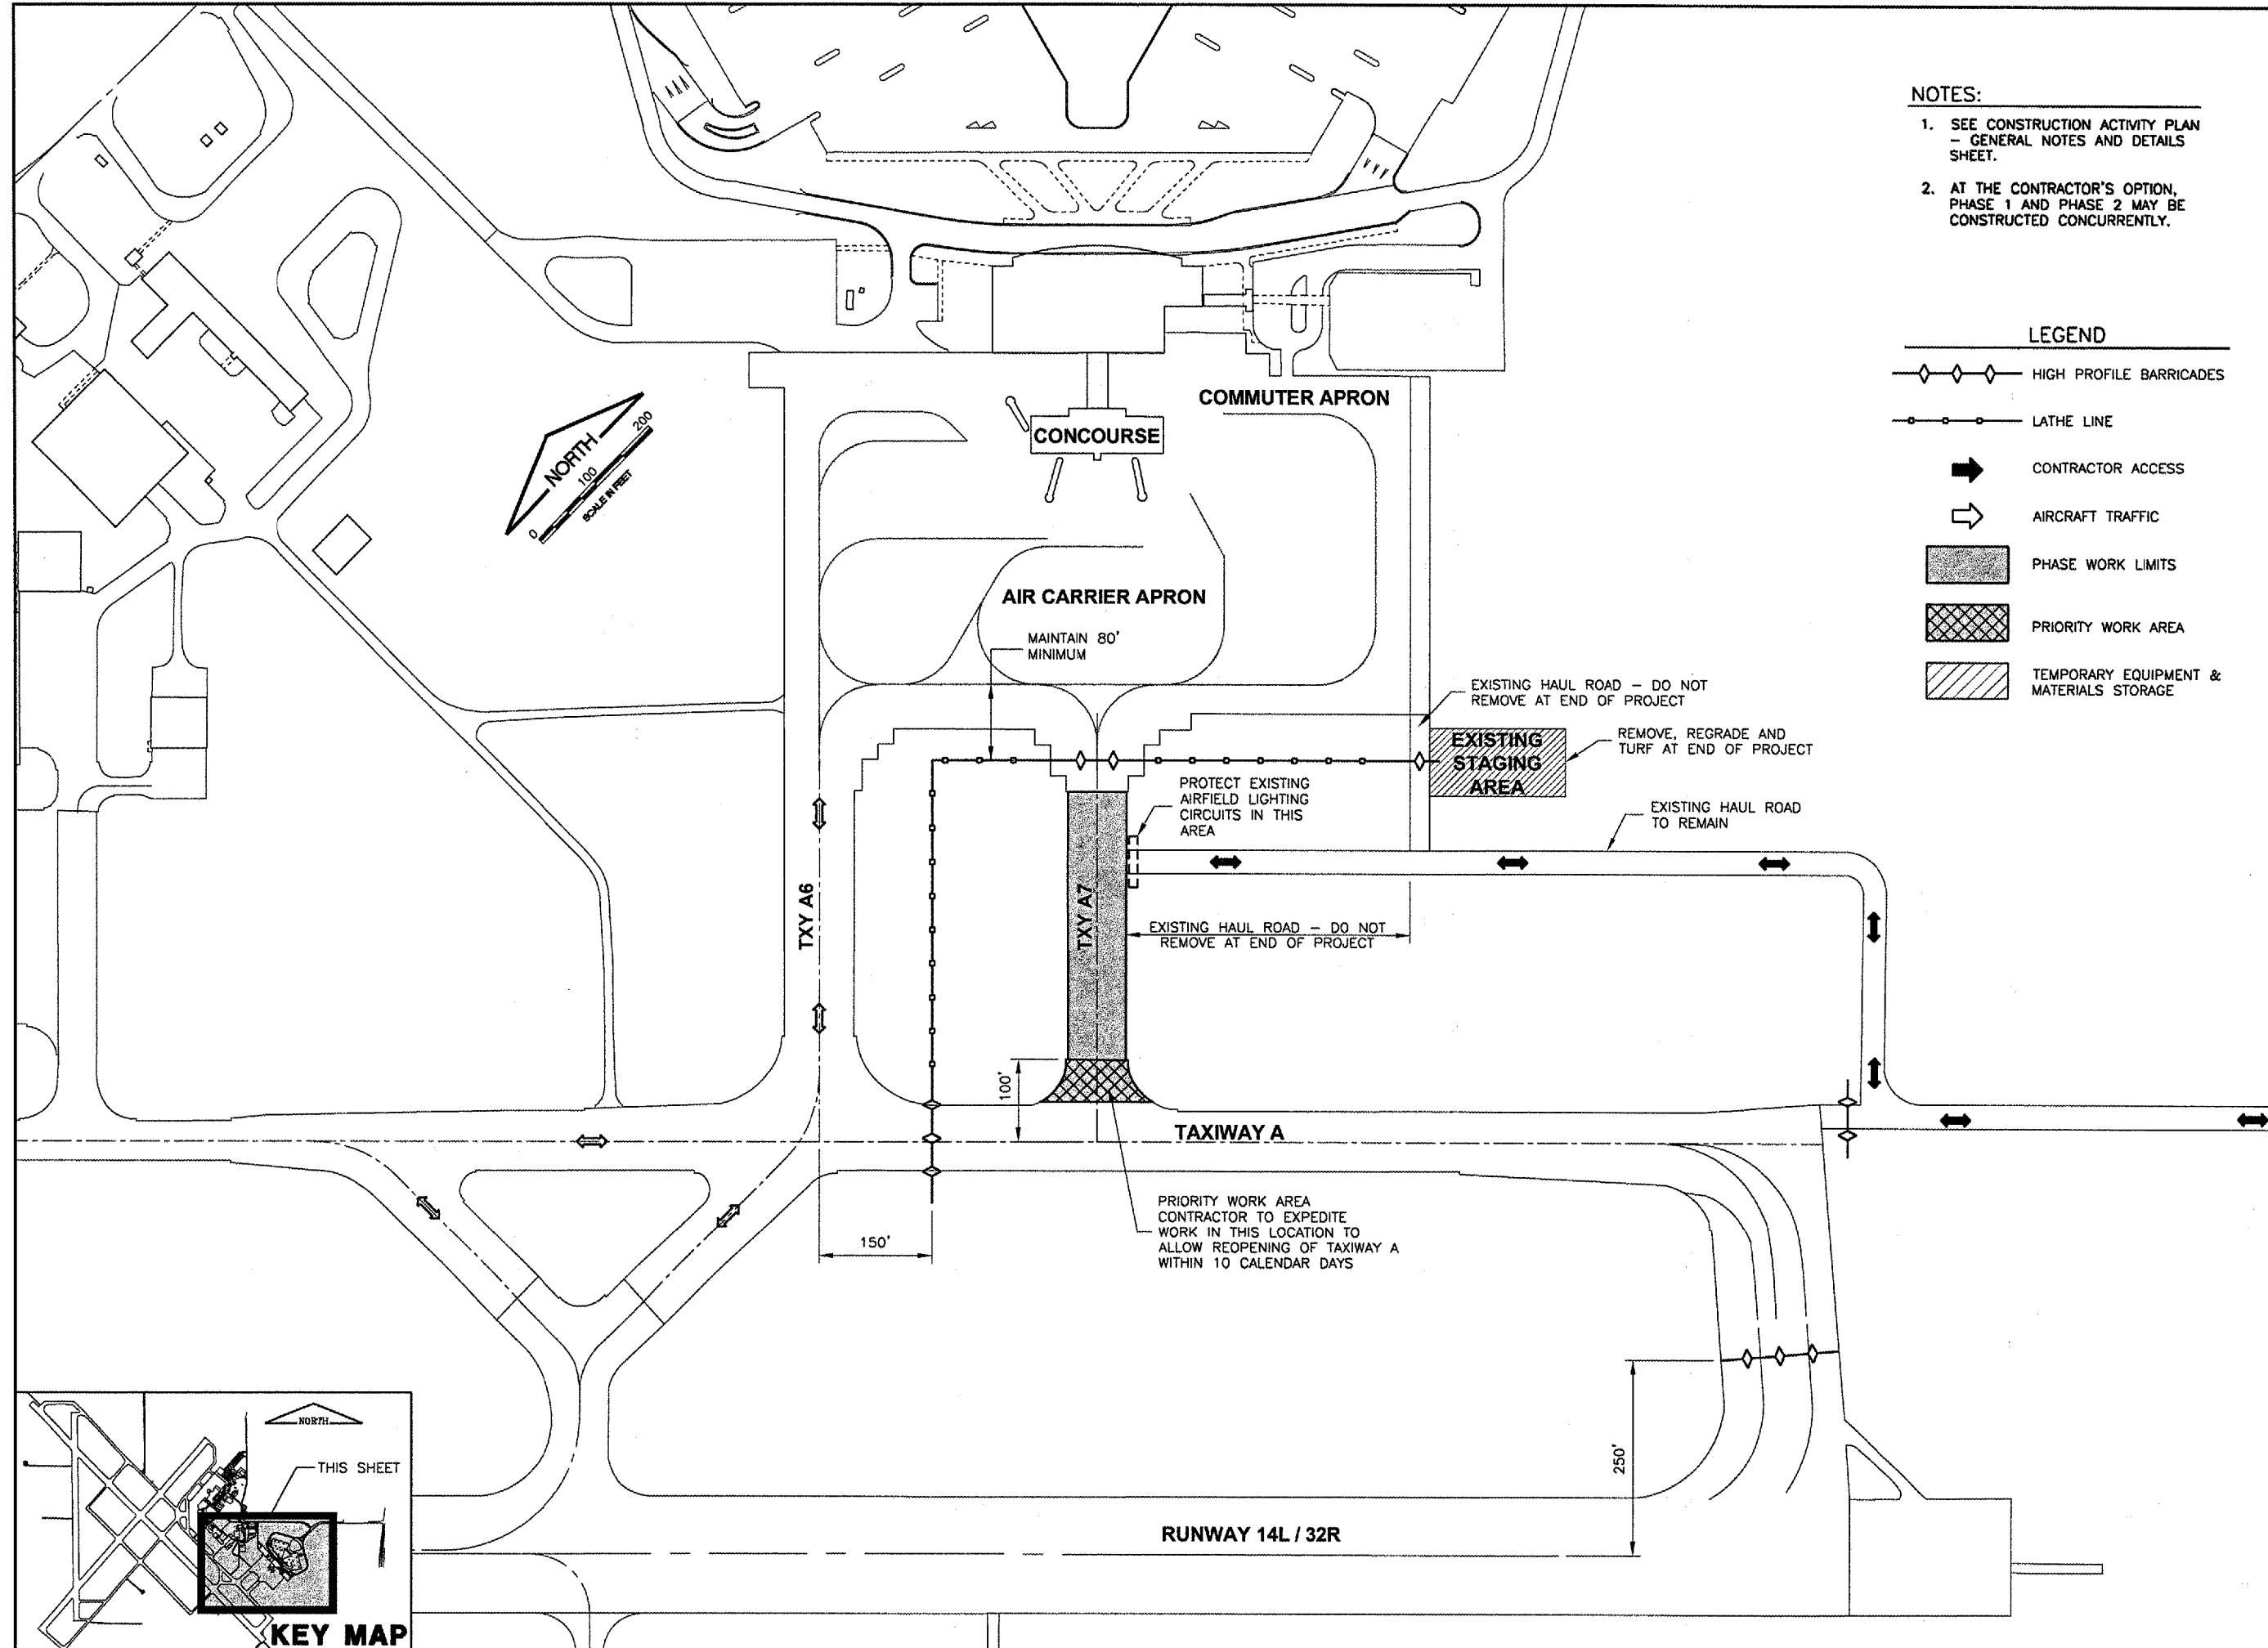 NOTES:
1. SEE CONSTRUCTION ACTIVITY PLAN
– GENERAL NOTES AND DETAILS
SHEET.
2. AT THE CONTRACTOR'S OPTION,
PHASE 1 AND PHASE 2 MAY BE
CONSTRUCTED CONCURRENTLY.
LEGEND
HIGH PROFILE BARRICADES
LATHE LINE
CONTRACTOR ACCESS
AIRCRAFT TRAFFIC
PHASE WORK LIMITS
PRIORITY WORK AREA
TEMPORARY EQUIPMENT &
MATERIALS STORAGE
COMMUTER APRON
CONCOURSE
NORTH
0 100 200
SCALE IN FEET
AIR CARRIER APRON
MAINTAIN 80'
MINIMUM
EXISTING HAUL ROAD – DO NOT
REMOVE AT END OF PROJECT
EXISTING
STAGING
AREA
REMOVE, REGRADE AND
TURF AT END OF PROJECT
PROTECT EXISTING
AIRFIELD LIGHTING
CIRCUITS IN THIS
AREA
EXISTING HAUL ROAD
TO REMAIN
TXY A6
TXY A7
EXISTING HAUL ROAD – DO NOT
REMOVE AT END OF PROJECT
100'
TAXIWAY A
PRIORITY WORK AREA
CONTRACTOR TO EXPEDITE
WORK IN THIS LOCATION TO
ALLOW REOPENING OF TAXIWAY A
WITHIN 10 CALENDAR DAYS
150'
250'
RUNWAY 14L / 32R
NORTH
THIS SHEET
KEY MAP